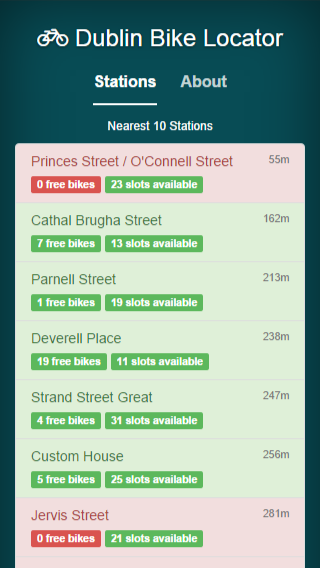 Dublin Bike Locator
Stations About
Nearest 10 Stations
Princes Street / O'Connell Street 55m
0 free bikes 23 slots available
Cathal Brugha Street 162m
7 free bikes 13 slots available
Parnell Street 213m
1 free bikes 19 slots available
Deverell Place 238m
19 free bikes 11 slots available
Strand Street Great 247m
4 free bikes 31 slots available
Custom House 256m
5 free bikes 25 slots available
Jervis Street 281m
0 free bikes 21 slots available